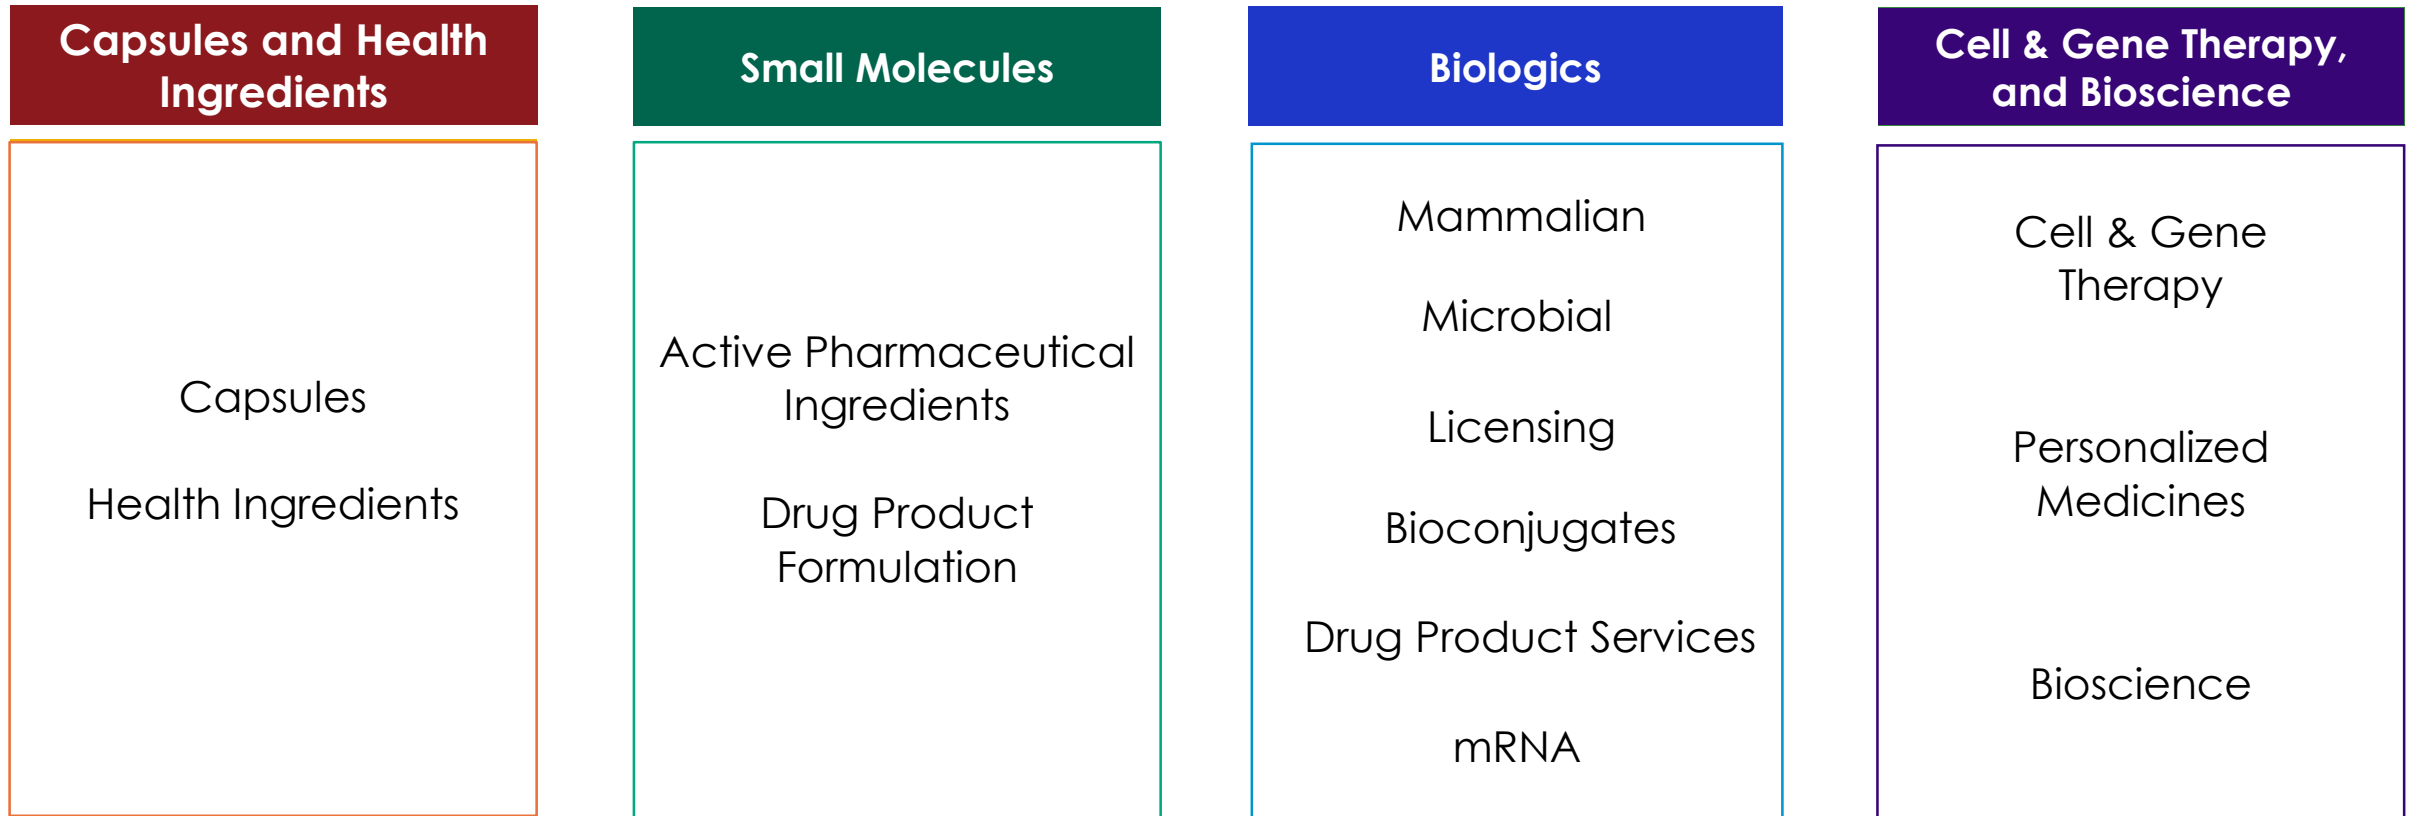 Capsules and Health
Ingredients
Capsules
Health Ingredients
Small Molecules
Active Pharmaceutical
Ingredients
Drug Product
Formulation
Biologics
Mammalian
Microbial
Licensing
Bioconjugates
Drug Product Services
mRNA
Cell & Gene Therapy,
and Bioscience
Cell & Gene
Therapy
Personalized
Medicines
Bioscience